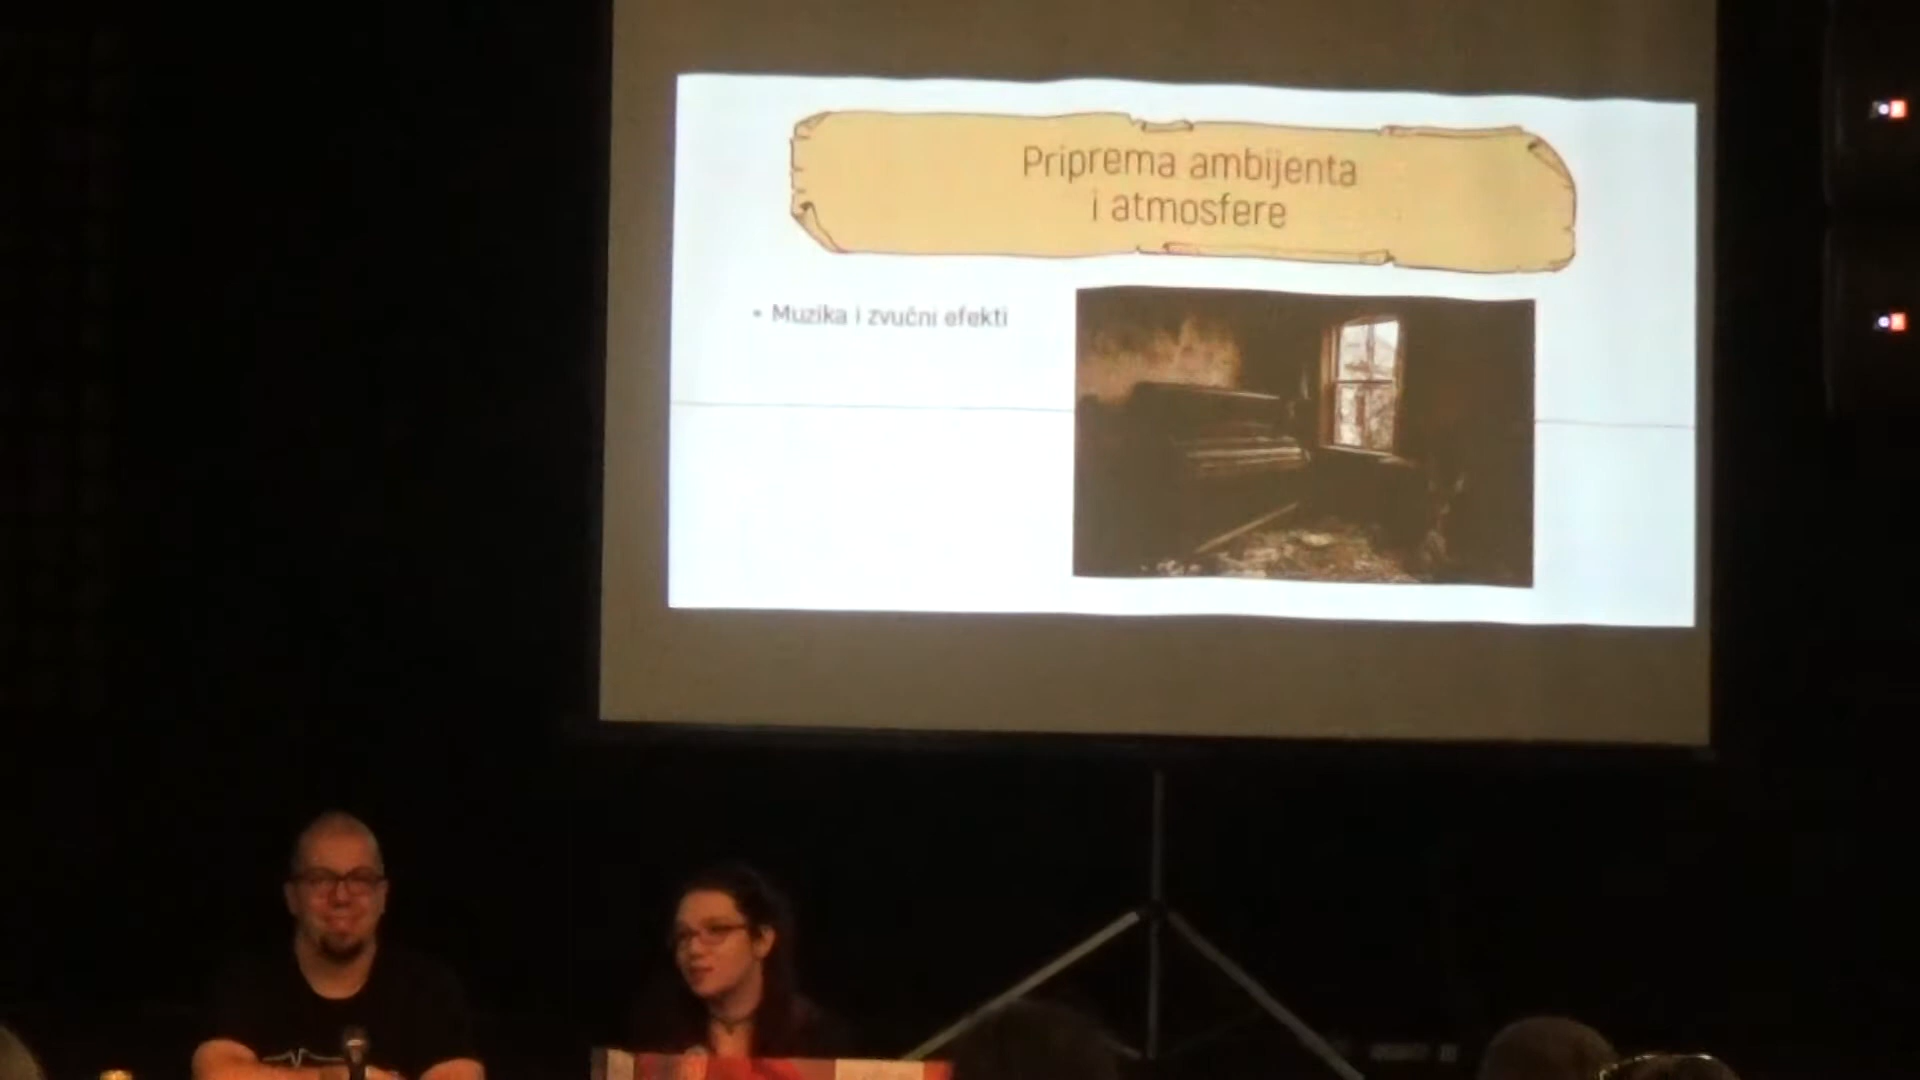 Priprema ambijenta
i atmosfere
• Muzika i zvučni efekti